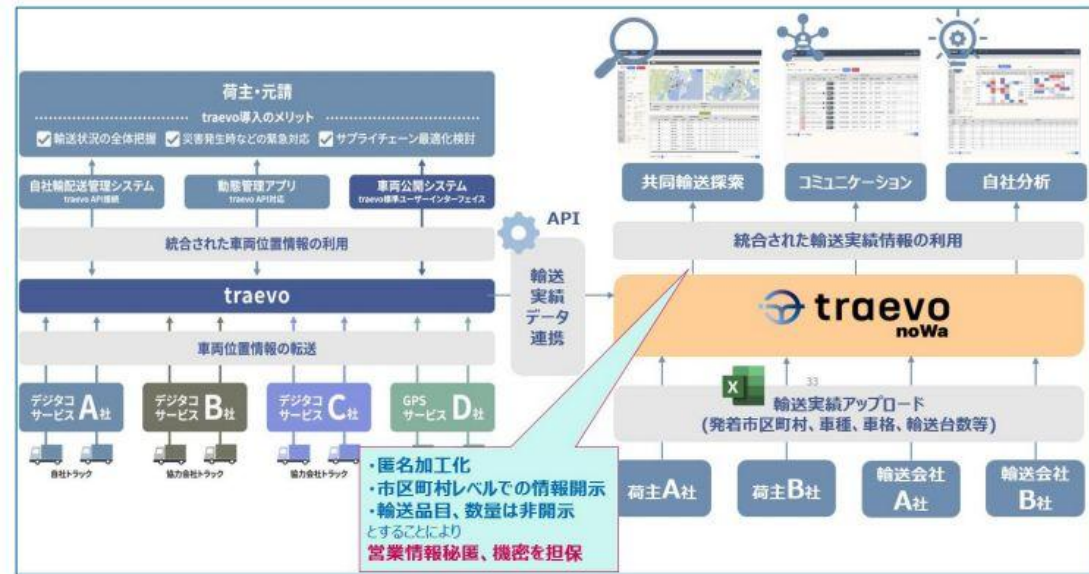 荷主・元請
traevo導入のメリット
輸送状況の全体把握 災害発生時などの緊急対応 サプライチェーン最適化検討
自社輸配送管理システム
traevo API接続
動態管理アプリ
traevo API対応
車両公開システム
traevo標準ユーザーインターフェイス
統合された車両位置情報の利用
traevo
車両位置情報の転送
デジタコ
サービス A社
デジタコ
サービス B社
デジタコ
サービス C社
GPS
サービス D社
自社トラック
協力会社トラック
協力会社トラック
API
輸送
実績
データ
連携
共同輸送探索
コミュニケーション
自社分析
統合された輸送実績情報の利用
traevo
noWa
X
33
輸送実績アップロード
(発着市区町村、車種、車格、輸送台数等)
荷主A社
荷主B社
輸送会社
A社
輸送会社
B社
・匿名加工化
・市区町村レベルでの情報開示
・輸送品目、数量は非開示
とすることにより
営業情報秘匿、機密を担保